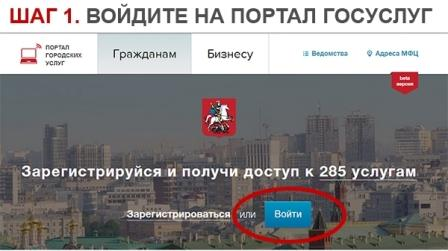 ШАГ 1. ВОЙДИТЕ НА ПОРТАЛ ГОСУСЛУГ
ПОРТАЛ
ГОРОДСКИХ
УСЛУГ
Гражданам
Бизнесу
Ведомства
Адреса МФЦ
beta
версия
Зарегистрируйся и получи доступ к 285 услугам
Зарегистрироваться или Войти